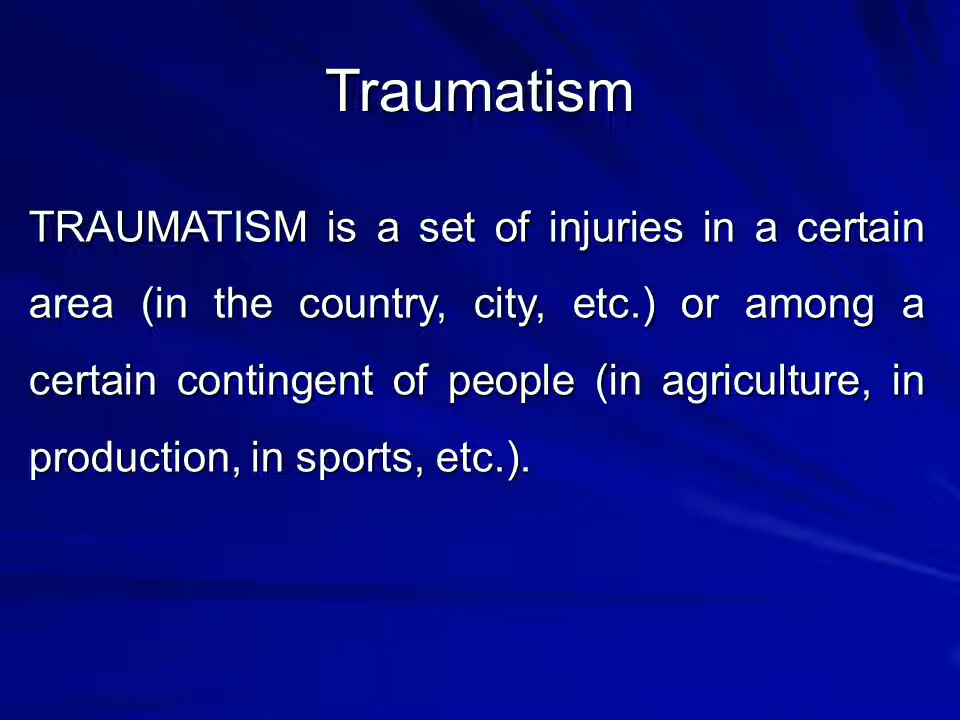 Traumatism
TRAUMATISM is a set of injuries in a certain
area (in the country, city, etc.) or among a
certain contingent of people (in agriculture, in
production, in sports, etc.).